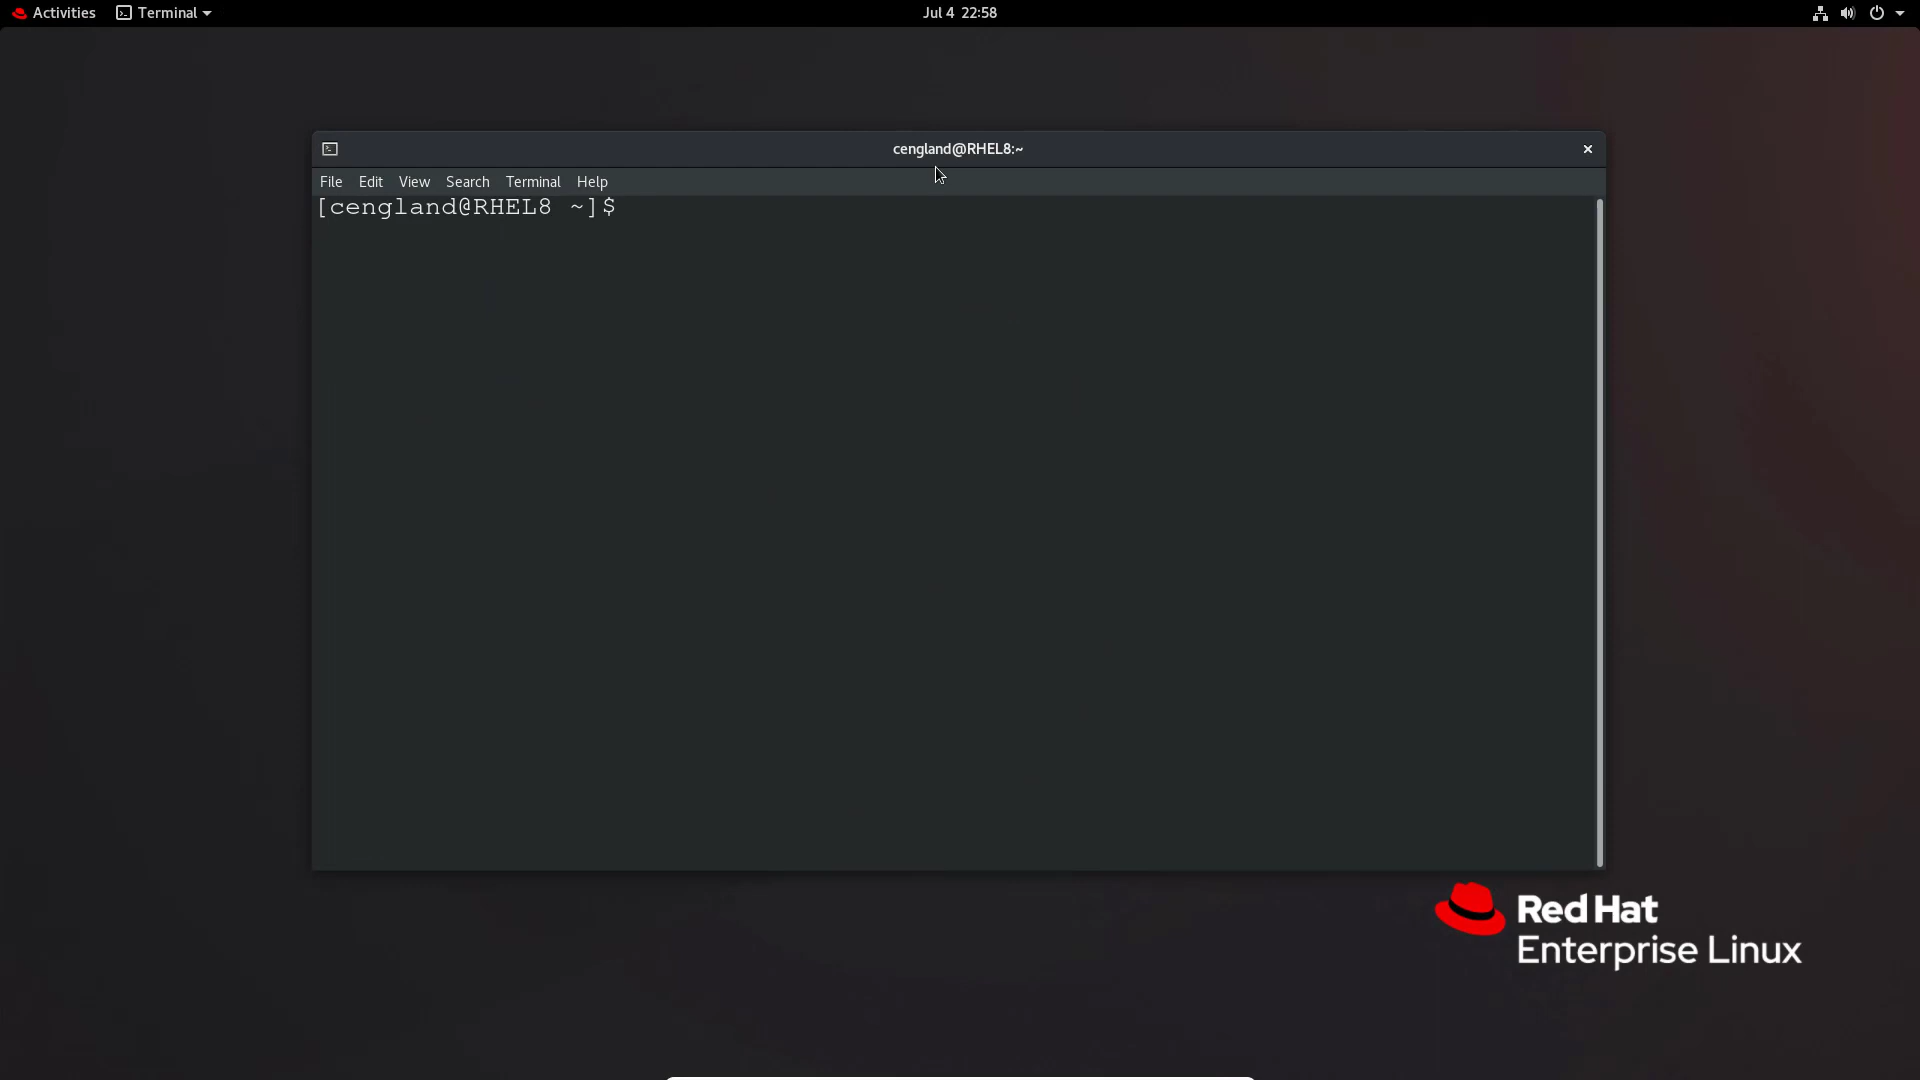 Activities Terminal Jul 4 22:58
cengland@RHEL8:~
File Edit View Search Terminal Help
[cengland@RHEL8 ~]$
Red Hat
Enterprise Linux